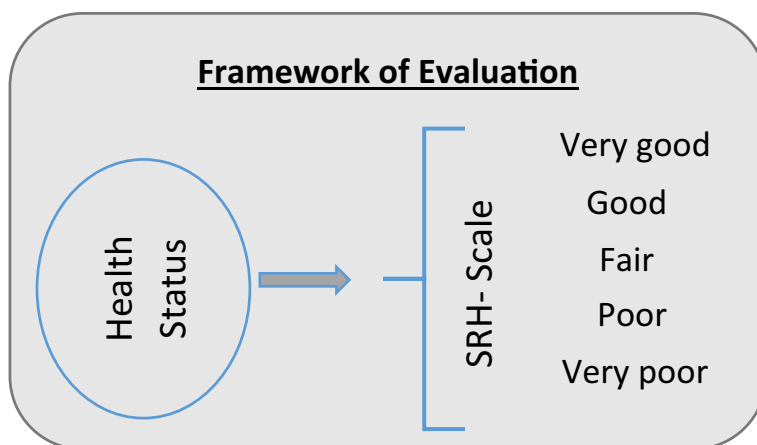 Framework of Evaluation
Health
Status
SRH- Scale
Very good
Good
Fair
Poor
Very poor